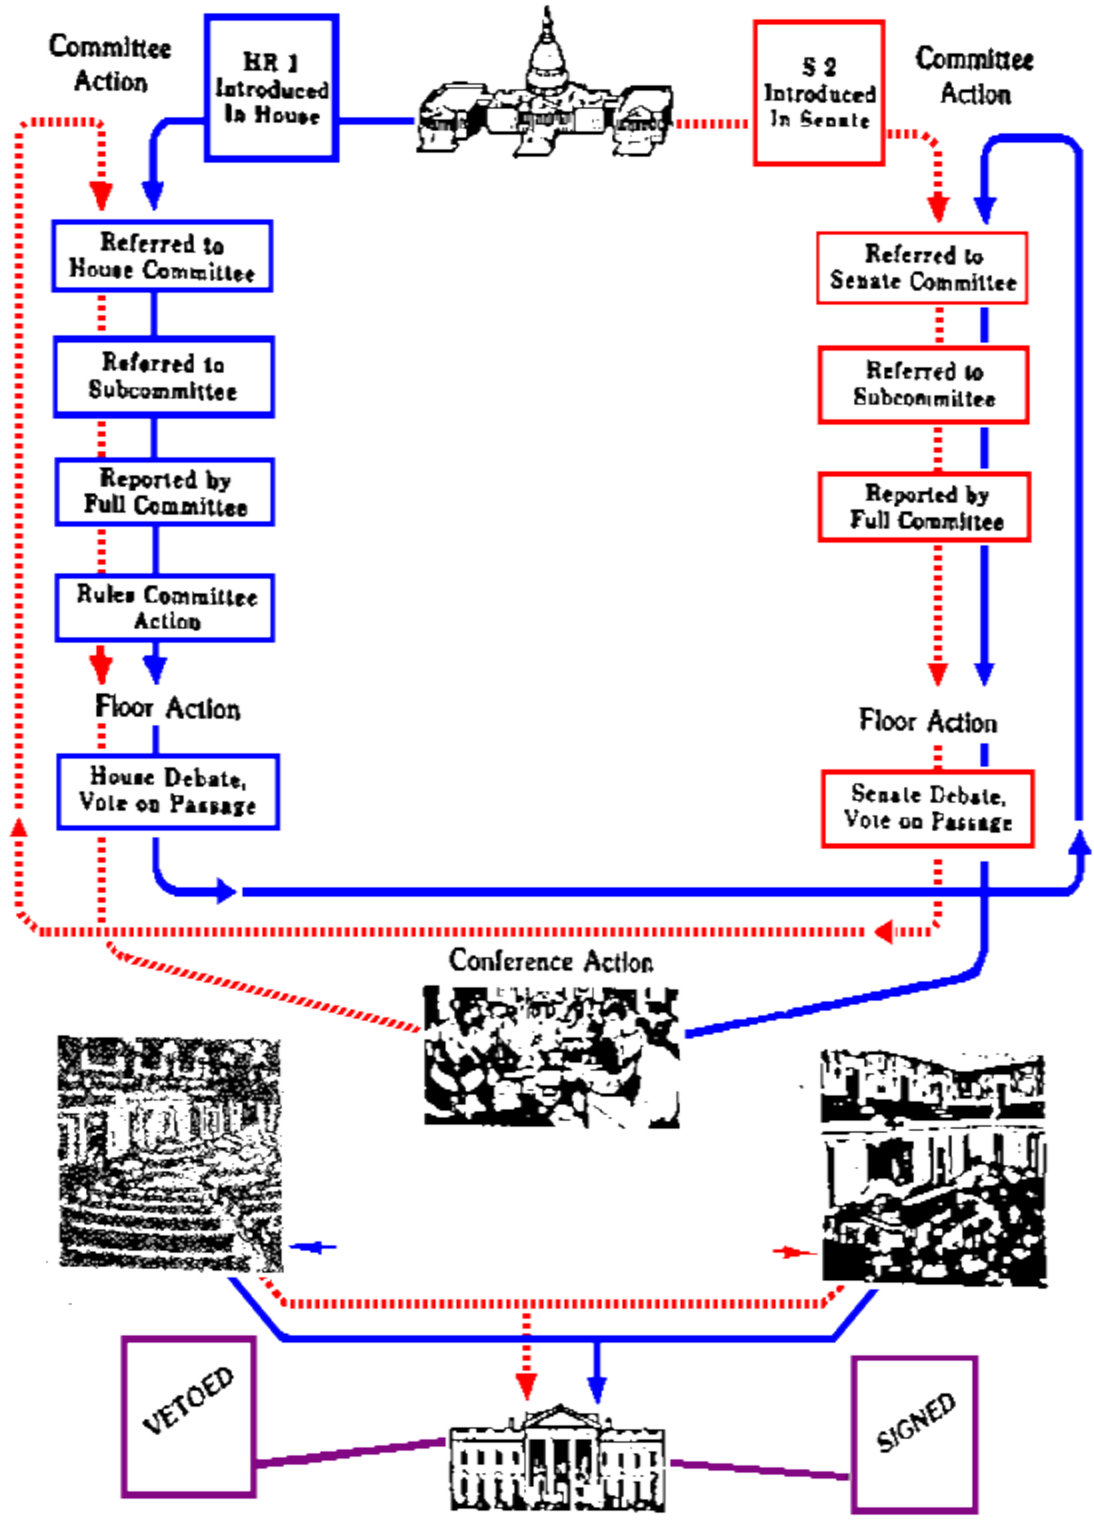 Committee
Action
HR 1
Introduced
In House
S 2
Introduced
In Senate
Committee
Action
Referred to
House Committee
Referred to
Subcommittee
Reported by
Full Committee
Rules Committee
Action
Floor Action
House Debate,
Vote on Passage
Referred to
Senate Committee
Referred to
Subcommittee
Reported by
Full Committee
Floor Action
Senate Debate,
Vote on Passage
Conference Action
VETOED
SIGNED